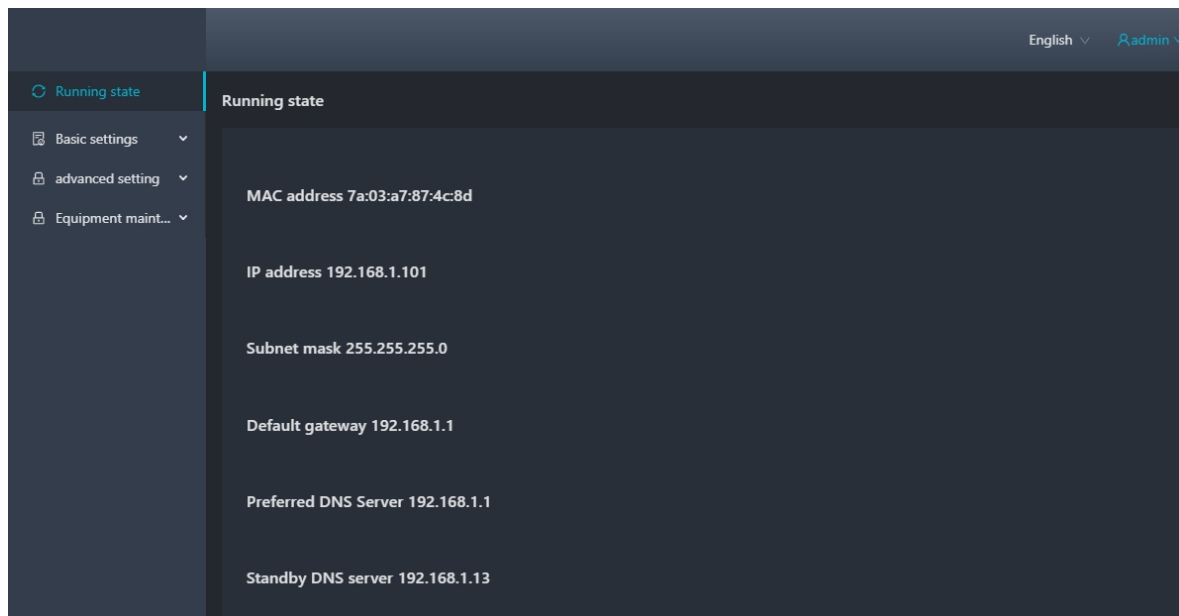 English admin
Running state
Running state
Basic settings
advanced setting
Equipment maint...
MAC address 7a:03:a7:87:4c:8d
IP address 192.168.1.101
Subnet mask 255.255.255.0
Default gateway 192.168.1.1
Preferred DNS Server 192.168.1.1
Standby DNS server 192.168.1.13